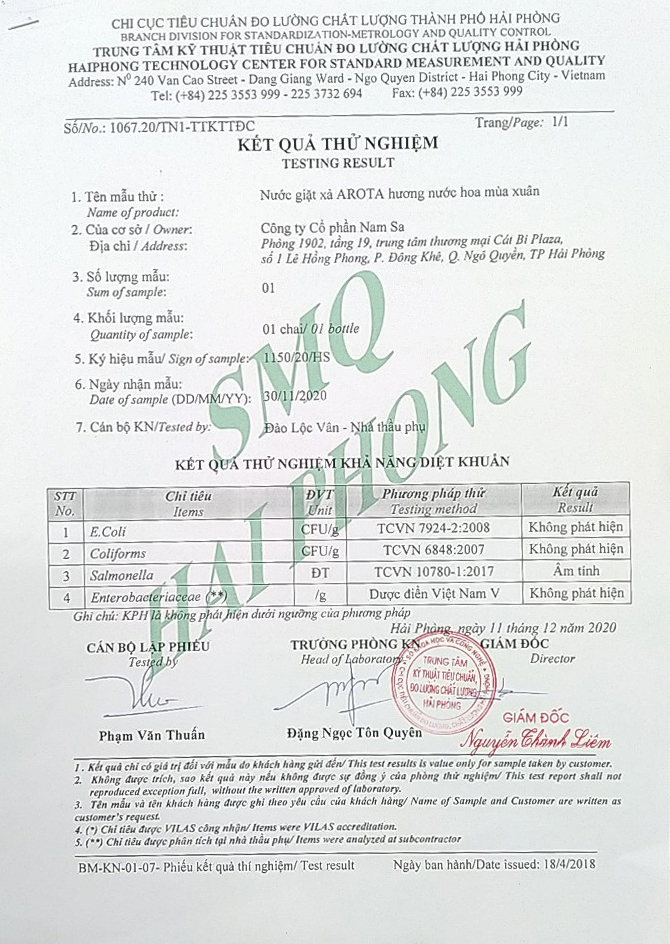 CHI CỤC TIÊU CHUẨN ĐO LƯỜNG CHẤT LƯỢNG THÀNH PHỐ HẢI PHÒNG
BRANCH DIVISION FOR STANDARDIZATION-METROLOGY AND QUALITY CONTROL
TRUNG TÂM KỸ THUẬT TIÊU CHUẨN ĐO LƯỜNG CHẤT LƯỢNG HẢI PHÒNG
HAIPHONG TECHNOLOGY CENTER FOR STANDARD MEASUREMENT AND QUALITY
Address: Nº 240 Van Cao Street - Dang Giang Ward - Ngo Quyen District - Hai Phong City - Vietnam
Tel: (+84) 225 3553 999 - 225 3732 694 Fax: (+84) 225 3553 999
Số/No.: 1067.20/TN1-TTKTTĐC Trang/Page: 1/1
KẾT QUẢ THỬ NGHIỆM
TESTING RESULT
1. Tên mẫu thử : Nước giặt xả AROTA hương nước hoa mùa xuân
Name of product:
2. Của cơ sở / Owner: Công ty Cổ phần Nam Sa
Địa chỉ / Address: Phòng 1902, tầng 19, trung tâm thương mại Cát Bi Plaza,
số 1 Lê Hồng Phong, P. Đông Khê, Q. Ngô Quyền, TP Hải Phòng
3. Số lượng mẫu:
Sum of sample: 01
4. Khối lượng mẫu:
Quantity of sample: 01 chai/ 01 bottle
5. Ký hiệu mẫu/ Sign of sample: 1150/20/HS
6. Ngày nhận mẫu:
Date of sample (DD/MM/YY): 30/11/2020
7. Cán bộ KN/Tested by: Đào Lộc Vân - Nhà thầu phụ
SMQ
HAI PHONG
KẾT QUẢ THỬ NGHIỆM KHẢ NĂNG DIỆT KHUẨN
STT Chỉ tiêu ĐVT Phương pháp thử Kết quả
No. Items Unit Testing method Result
1 E.Coli CFU/g TCVN 7924-2:2008 Không phát hiện
2 Coliforms CFU/g TCVN 6848:2007 Không phát hiện
3 Salmonella ĐT TCVN 10780-1:2017 Âm tính
4 Enterobacteriaceae (**) /g Dược điển Việt Nam V Không phát hiện
Ghi chú: KPH là không phát hiện dưới ngưỡng của phương pháp
Hải Phòng, ngày 11 tháng 12 năm 2020
CÁN BỘ LẬP PHIẾU TRƯỞNG PHÒNG KN GIÁM ĐỐC
Tested by Head of Laboratory Director
TRUNG TÂM
KỸ THUẬT TIÊU CHUẨN
ĐO LƯỜNG CHẤT LƯỢNG
HẢI PHÒNG
GIÁM ĐỐC
Phạm Văn Thuấn Đặng Ngọc Tôn Quyên Nguyễn Thành Liêm
1. Kết quả chỉ có giá trị đối với mẫu do khách hàng gửi đến/ This test results is value only for sample taken by customer.
2. Không được trích, sao kết quả này nếu không được sự đồng ý của phòng thử nghiệm/ This test report shall not
reproduced exception full, without the written approved of laboratory.
3. Tên mẫu và tên khách hàng được ghi theo yêu cầu của khách hàng/ Name of Sample and Customer are written as
customer's request.
4. (*) Chỉ tiêu được VILAS công nhận/ Items were VILAS accreditation.
5. (**) Chỉ tiêu được phân tích tại nhà thầu phụ/ Items were analyzed at subcontractor
BM-KN-01-07- Phiếu kết quả thí nghiệm/ Test result Ngày ban hành/Date issued: 18/4/2018